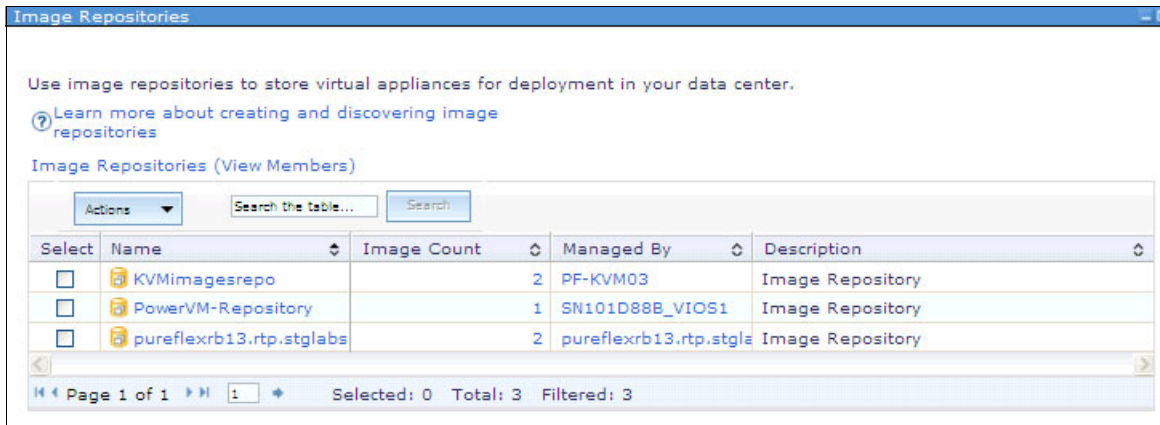 Image Repositories
Use image repositories to store virtual appliances for deployment in your data center.
Learn more about creating and discovering image
repositories
Image Repositories (View Members)
Actions Search the table... Search
Select Name Image Count Managed By Description
KVMimagesrepo 2 PF-KVM03 Image Repository
PowerVM-Repository 1 SN101D88B_VIOS1 Image Repository
pureflexrb13.rtp.stglabs 2 pureflexrb13.rtp.stgla Image Repository
Page 1 of 1 1 Selected: 0 Total: 3 Filtered: 3